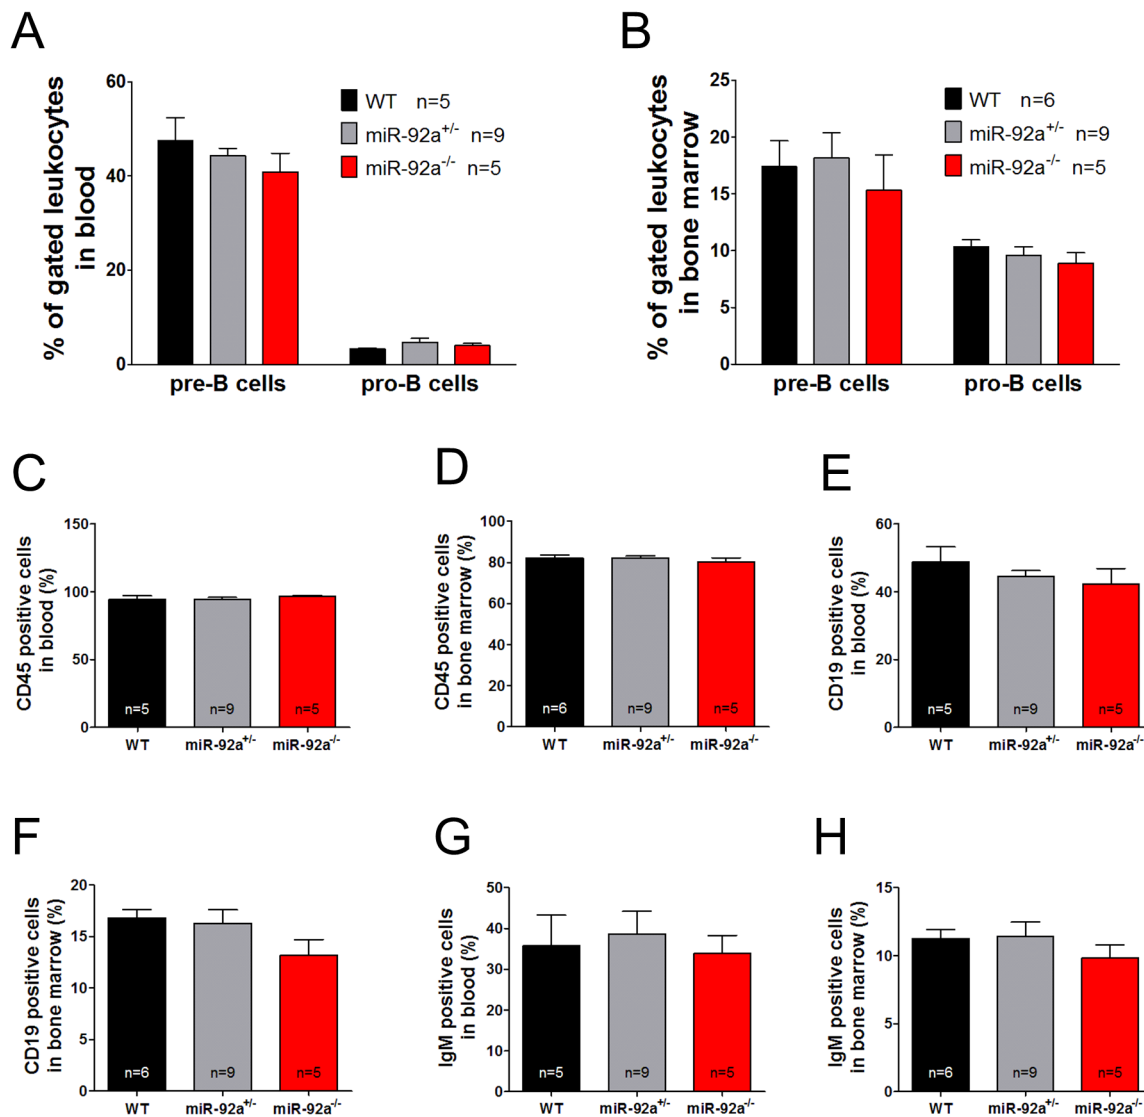 A
% of gated leukocytes
in blood
60
40
20
0
WT n=5
miR-92a+/- n=9
miR-92a-/- n=5
pre-B cells
pro-B cells
B
% of gated leukocytes
in bone marrow
25
20
15
10
5
0
WT n=6
miR-92a+/- n=9
miR-92a-/- n=5
pre-B cells
pro-B cells
C
CD45 positive cells
in blood (%)
150
100
50
0
n=5
n=9
n=5
WT
miR-92a+/-
miR-92a-/-
D
CD45 positive cells
in bone marrow (%)
100
80
60
40
20
0
n=6
n=9
n=5
WT
miR-92a+/-
miR-92a-/-
E
CD19 positive cells
in blood (%)
60
40
20
0
n=5
n=9
n=5
WT
miR-92a+/-
miR-92a-/-
F
CD19 positive cells
in bone marrow (%)
20
15
10
5
0
n=6
n=9
n=5
WT
miR-92a+/-
miR-92a-/-
G
IgM positive cells
in blood (%)
50
40
30
20
10
0
n=5
n=9
n=5
WT
miR-92a+/-
miR-92a-/-
H
IgM positive cells
in bone marrow (%)
15
10
5
0
n=6
n=9
n=5
WT
miR-92a+/-
miR-92a-/-